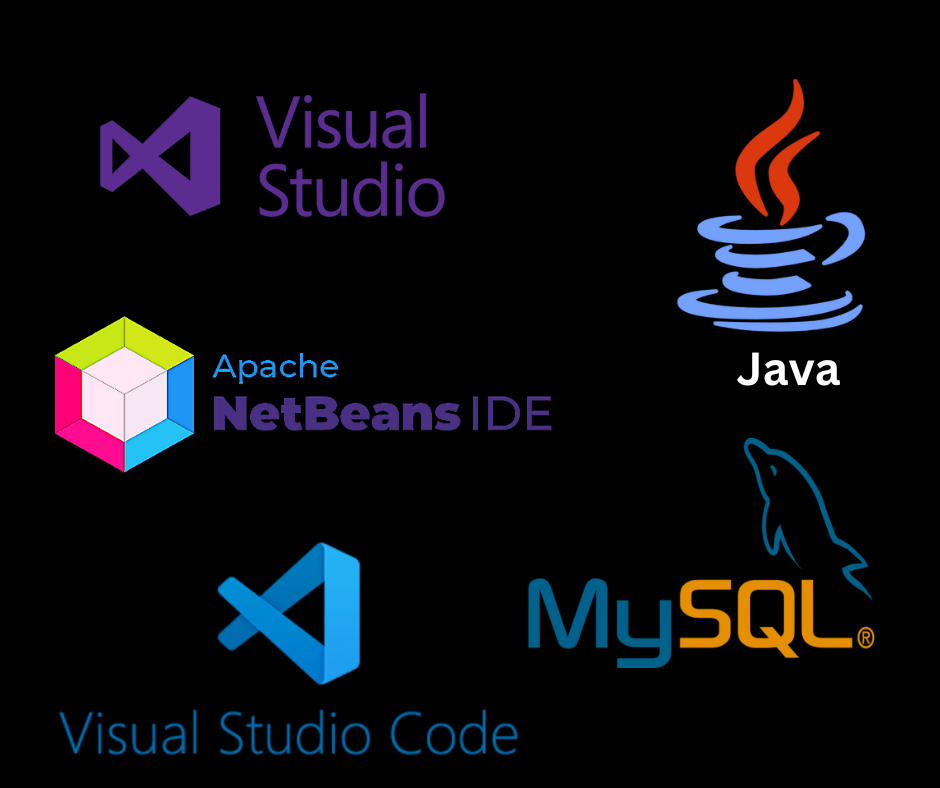 Visual
Studio
Java
Apache
NetBeans IDE
MySQL®
Visual Studio Code